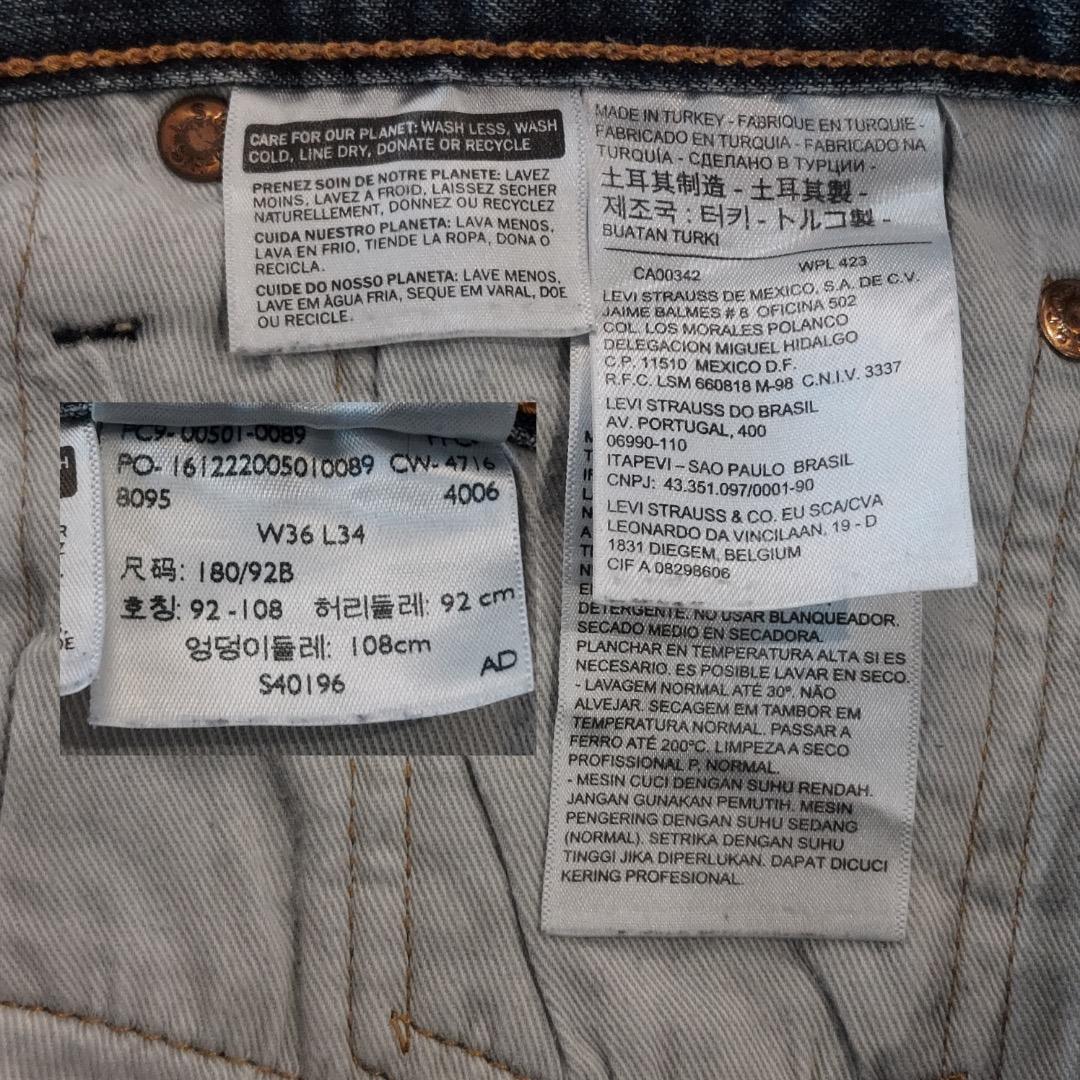 CARE FOR OUR PLANET: WASH LESS, WASH
COLD, LINE DRY, DONATE OR RECYCLE
PRENEZ SOIN DE NOTRE PLANETE: LAVEZ
MOINS, LAVEZ A FROID, LAISSEZ SECHER
NATURELLEMENT, DONNEZ OU RECYCLEZ
CUIDA NUESTRO PLANETA: LAVA MENOS,
LAVA EN FRIO, TIENDE LA ROPA, DONA O
RECICLA.
CUIDE DO NOSSO PLANETA: LAVE MENOS,
LAVE EM ÀGUA FRIA, SEQUE EM VARAL, DOE
OU RECICLE.
MADE IN TURKEY - FABRIQUE EN TURQUIE -
FABRICADO EN TURQUIA - FABRICADO NA
TURQUÍA - СДЕЛАНО В ТУРЦИИ -
土耳其制造 - 土耳其製 -
제조국 : 터키 - トルコ製 -
BUATAN TURKI
CA00342 WPL 423
LEVI STRAUSS DE MEXICO, S.A. DE C.V.
JAIME BALMES # 8 OFICINA 502
COL. LOS MORALES POLANCO
DELEGACION MIGUEL HIDALGO
C.P. 11510 MEXICO D.F.
R.F.C. LSM 660818 M-98 C.N.I.V. 3337
LEVI STRAUSS DO BRASIL
AV. PORTUGAL, 400
06990-110
ITAPEVI – SAO PAULO BRASIL
CNPJ: 43.351.097/0001-90
LEVI STRAUSS & CO. EU SCA/CVA
LEONARDO DA VINCILAAN, 19 - D
1831 DIEGEM, BELGIUM
CIF A 08298606
DETERGENTE. NO USAR BLANQUEADOR.
SECADO MEDIO EN SECADORA.
PLANCHAR EN TEMPERATURA ALTA SI ES
NECESARIO. ES POSIBLE LAVAR EN SECO.
- LAVAGEM NORMAL ATÉ 30º. NÃO
ALVEJAR. SECAGEM EM TAMBOR EM
TEMPERATURA NORMAL. PASSAR A
FERRO ATÉ 200ºC. LIMPEZA A SECO
PROFISSIONAL P, NORMAL.
- MESIN CUCI DENGAN SUHU RENDAH.
JANGAN GUNAKAN PEMUTIH. MESIN
PENGERING DENGAN SUHU SEDANG
(NORMAL). SETRIKA DENGAN SUHU
TINGGI JIKA DIPERLUKAN. DAPAT DICUCI
KERING PROFESIONAL.
PC9- 00501-0089
PO- 161222005010089 CW- 4716
8095 4006
W36 L34
尺码: 180/92B
호칭: 92 -108 허리둘레: 92 cm
엉덩이둘레: 108cm
AD
S40196